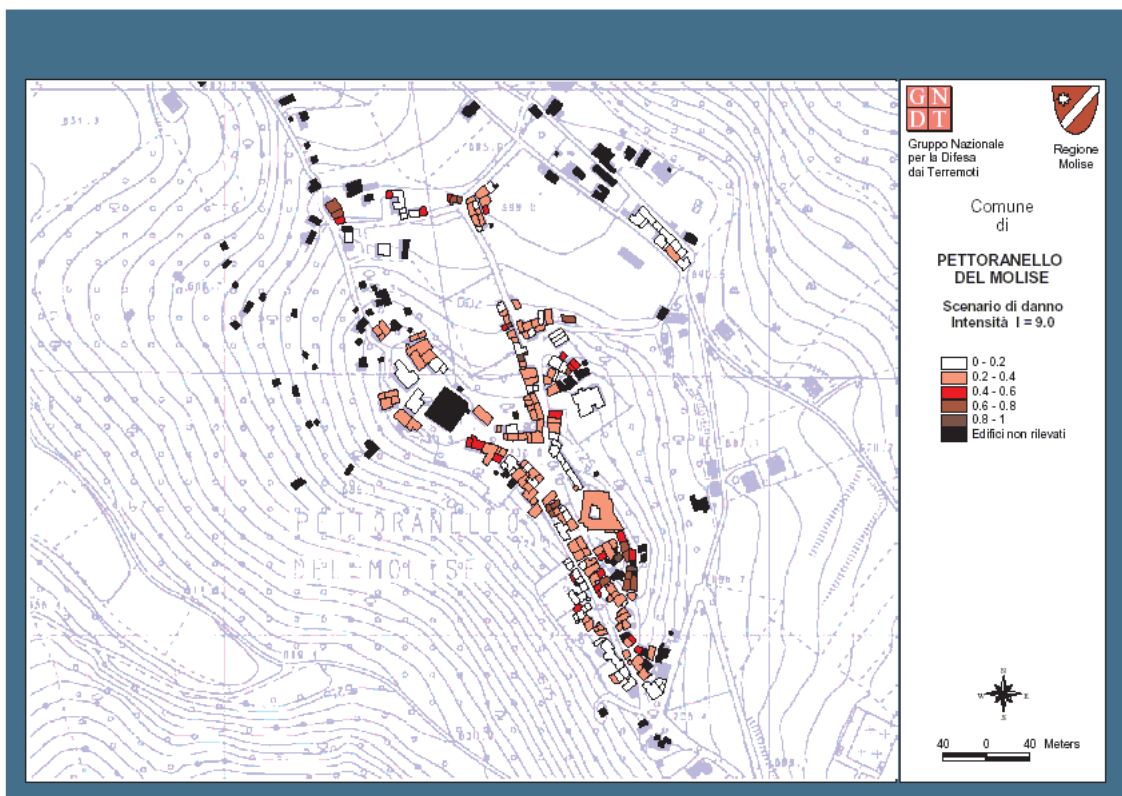 GN
DT
Gruppo Nazionale
per la Difesa
dai Terremoti
Regione
Molise
Comune
di
PETTORANELLO
DEL MOLISE
Scenario di danno
Intensità I = 9.0
0 - 0.2
0.2 - 0.4
0.4 - 0.6
0.6 - 0.8
0.8 - 1
Edifici non rilevati
N
W E
S
40 0 40 Meters
PETTORANELLO
DEL MOLISE